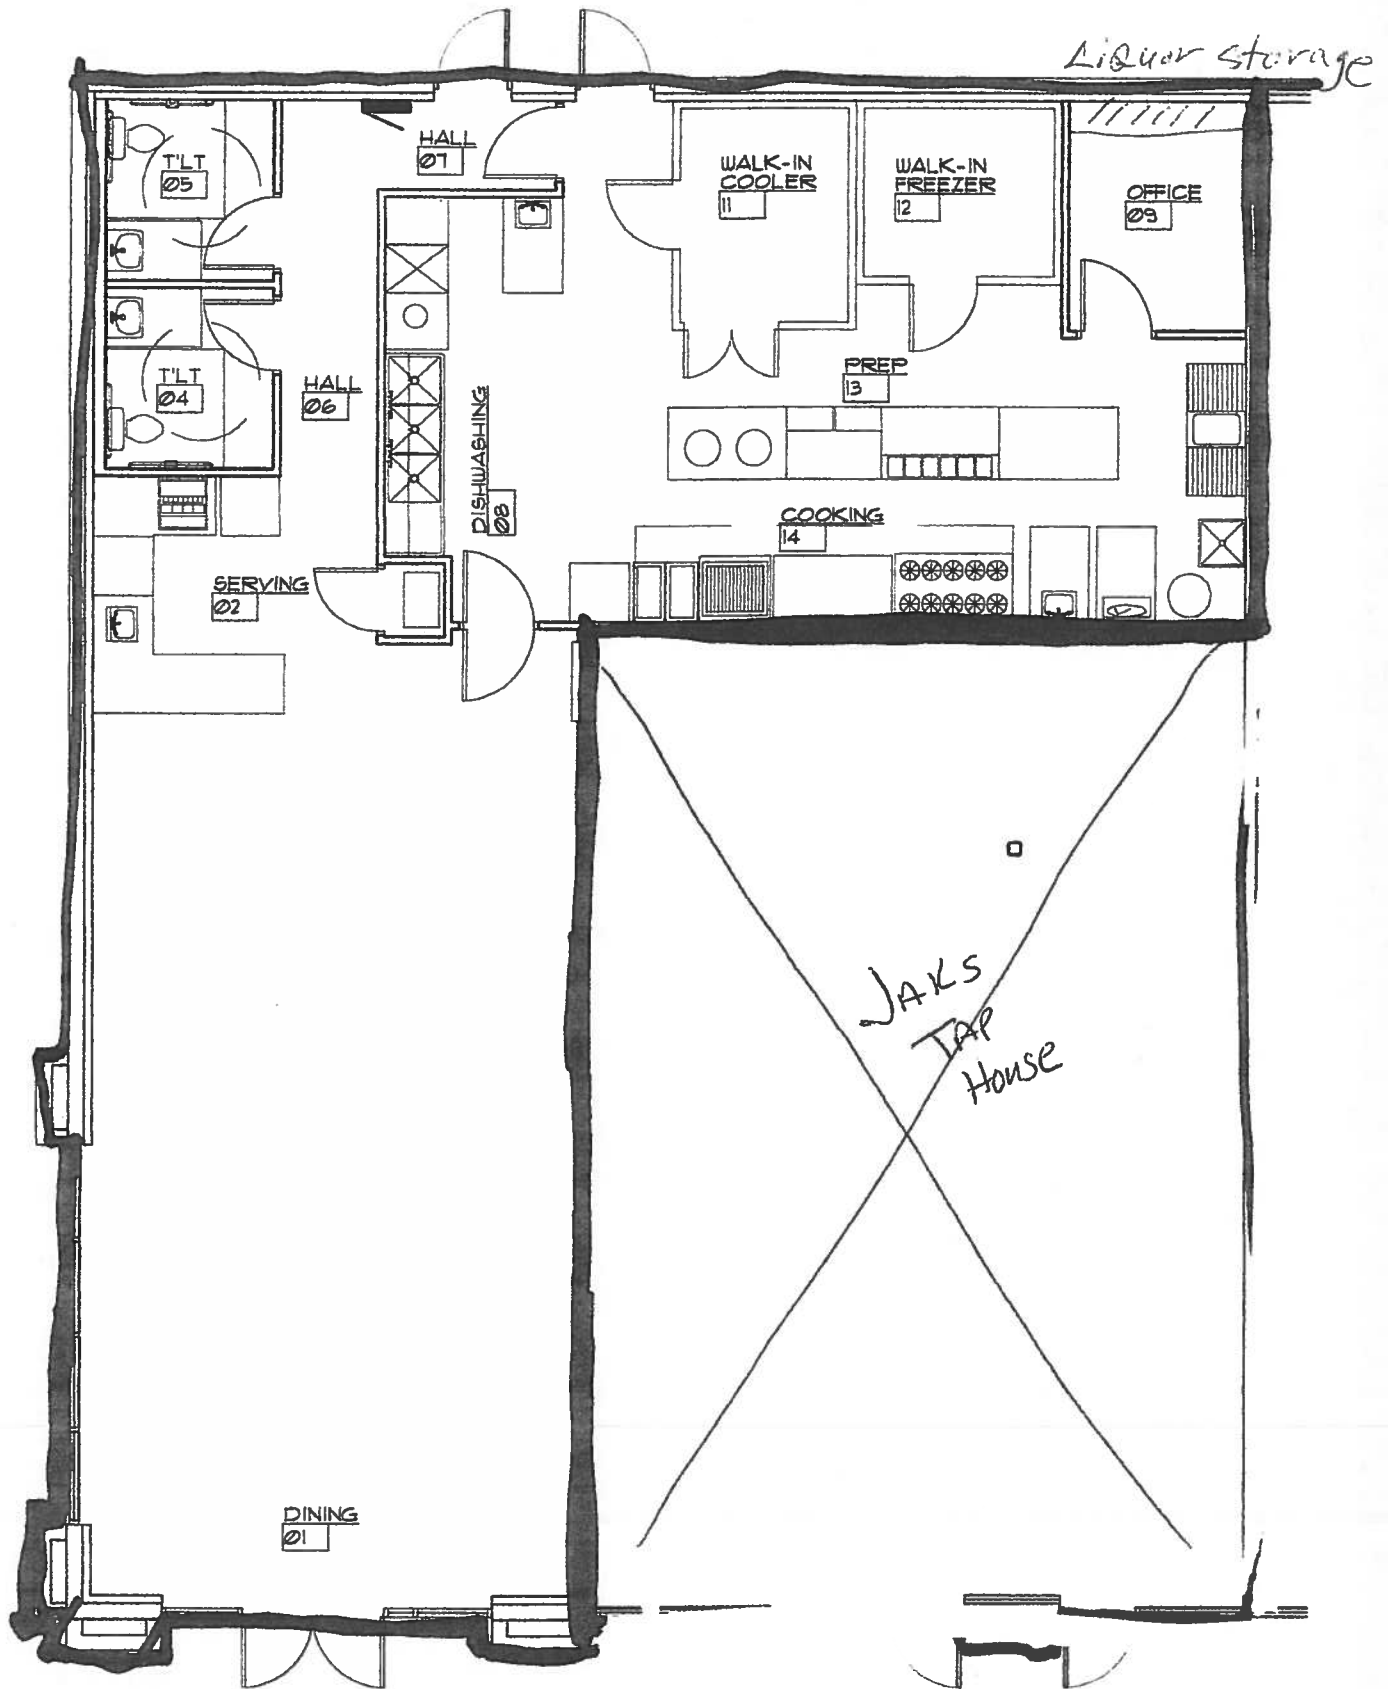 LiQuor storage
HALL
07
T'LT
05
WALK-IN
COOLER
11
WALK-IN
FREEZER
12
OFFICE
09
T'LT
04
HALL
06
DISHWASHING
08
PREP
13
COOKING
14
SERVING
02
JAKS
TAP
House
DINING
01